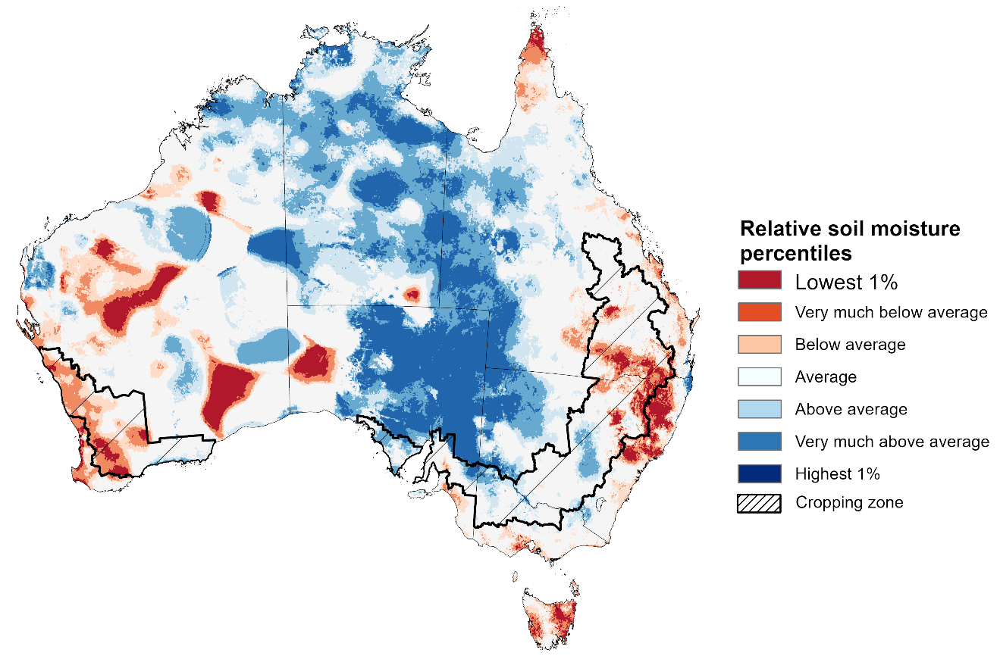 Relative soil moisture
percentiles
Lowest 1%
Very much below average
Below average
Average
Above average
Very much above average
Highest 1%
Cropping zone